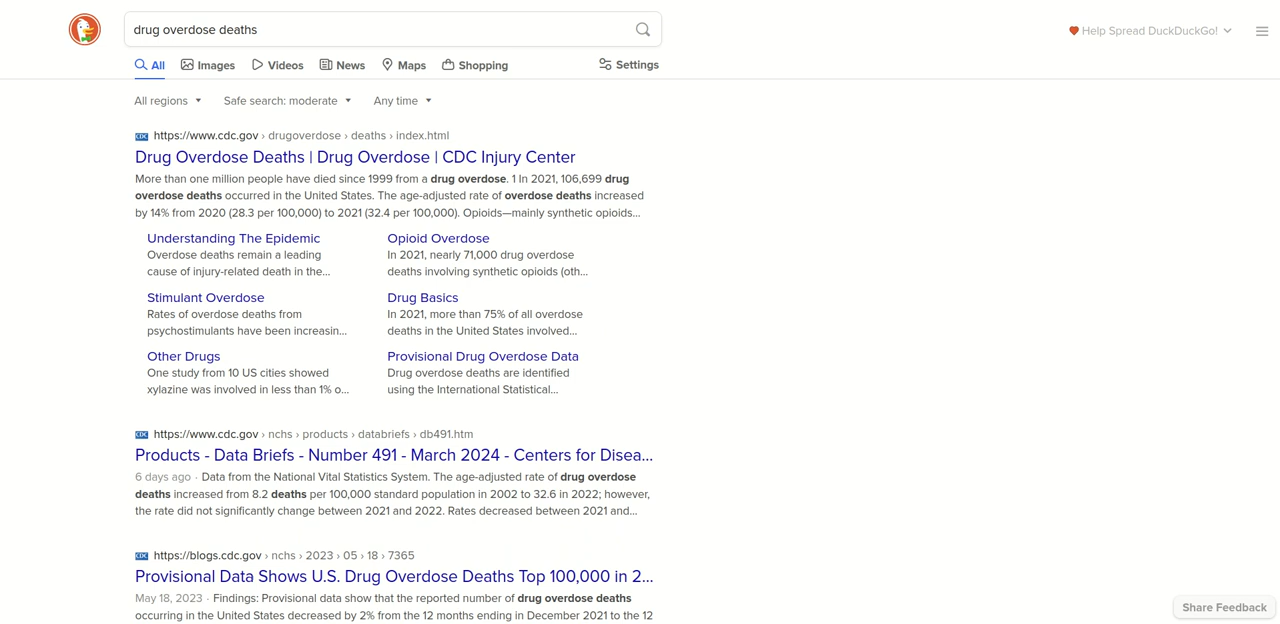 drug overdose deaths
Help Spread DuckDuckGo!
All
Images
Videos
News
Maps
Shopping
Settings
All regions
Safe search: moderate
Any time
https://www.cdc.gov › drugoverdose › deaths › index.html
Drug Overdose Deaths | Drug Overdose | CDC Injury Center
More than one million people have died since 1999 from a drug overdose. 1 In 2021, 106,699 drug
overdose deaths occurred in the United States. The age-adjusted rate of overdose deaths increased
by 14% from 2020 (28.3 per 100,000) to 2021 (32.4 per 100,000). Opioids—mainly synthetic opioids...
Understanding The Epidemic
Overdose deaths remain a leading
cause of injury-related death in the...
Opioid Overdose
In 2021, nearly 71,000 drug overdose
deaths involving synthetic opioids (oth...
Stimulant Overdose
Rates of overdose deaths from
psychostimulants have been increasin...
Drug Basics
In 2021, more than 75% of all overdose
deaths in the United States involved...
Other Drugs
One study from 10 US cities showed
xylazine was involved in less than 1% o...
Provisional Drug Overdose Data
Drug overdose deaths are identified
using the International Statistical...
CDC
https://www.cdc.gov › nchs › products › databriefs › db491.htm
Products - Data Briefs - Number 491 - March 2024 - Centers for Disea...
6 days ago · Data from the National Vital Statistics System. The age-adjusted rate of drug overdose
deaths increased from 8.2 deaths per 100,000 standard population in 2002 to 32.6 in 2022; however,
the rate did not significantly change between 2021 and 2022. Rates decreased between 2021 and...
CDC
https://blogs.cdc.gov › nchs › 2023 › 05 › 18 › 7365
Provisional Data Shows U.S. Drug Overdose Deaths Top 100,000 in 2...
May 18, 2023 · Findings: Provisional data show that the reported number of drug overdose deaths
occurring in the United States decreased by 2% from the 12 months ending in December 2021 to the 12
Share Feedback